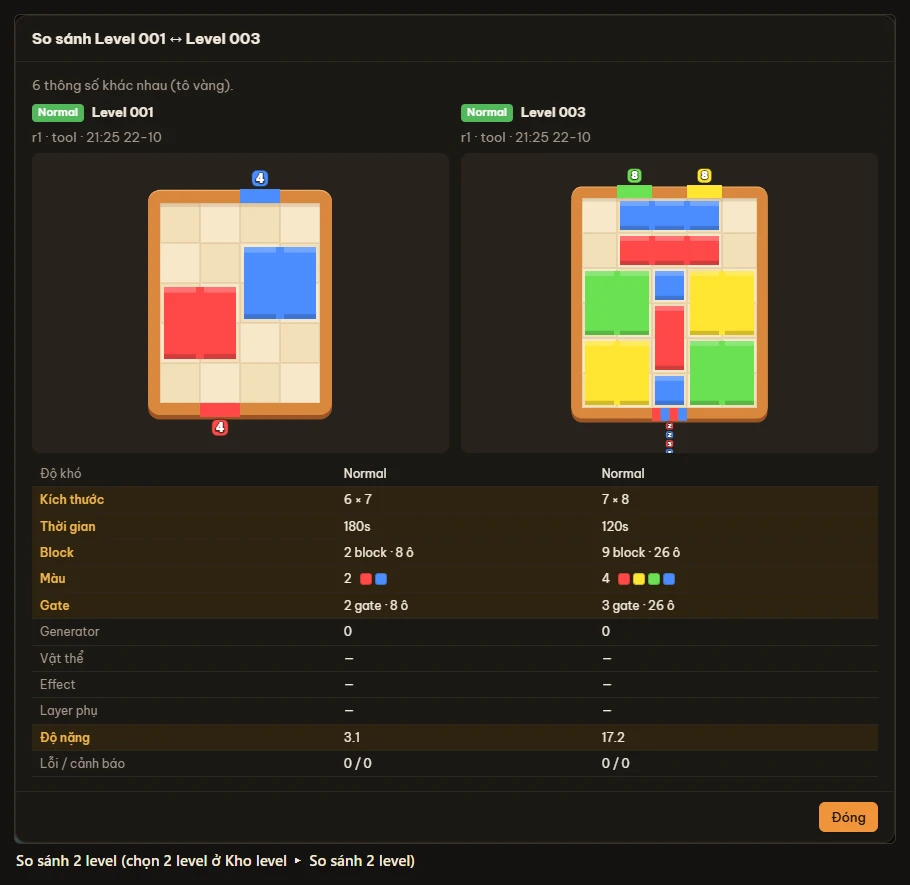 So sánh Level 001 ↔ Level 003
6 thông số khác nhau (tô vàng).
Normal Level 001
r1 · tool · 21:25 22-10
4
4
Normal Level 003
r1 · tool · 21:25 22-10
8 8
2
2
Độ khó Normal Normal
Kích thước 6 × 7 7 × 8
Thời gian 180s 120s
Block 2 block · 8 ô 9 block · 26 ô
Màu 2 4
Gate 2 gate · 8 ô 3 gate · 26 ô
Generator 0 0
Vật thể – –
Effect – –
Layer phụ – –
Độ nặng 3.1 17.2
Lỗi / cảnh báo 0 / 0 0 / 0
Đóng
So sánh 2 level (chọn 2 level ở Kho level ▸ So sánh 2 level)